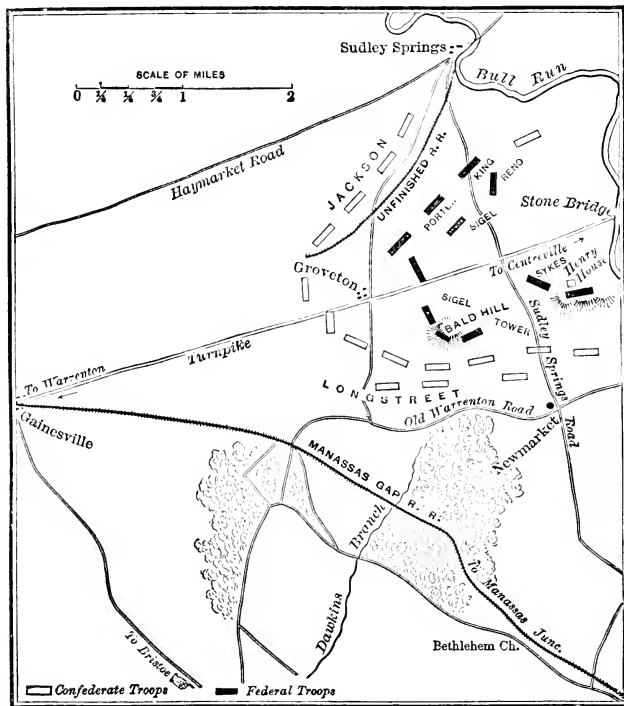 Sudley Springs
SCALE OF MILES
0 ¼ ½ ¾ 1 2
Bull Run
Haymarket Road
JACKSON
UNFINISHED R.R.
KING
RENO
PORTER
SIGEL
Stone Bridge
To Centreville
Groveton
SYKES
Henry House
SIGEL
BALD HILL
TOWER
Sudley Springs Road
To Warrenton
Turnpike
LONGSTREET
Old Warrenton Road
Gainesville
Newmarket
MANASSAS GAP R. R.
Branch
Dawkins
To Manassas Junc.
Bethlehem Ch.
To Bristoe
Confederate Troops
Federal Troops